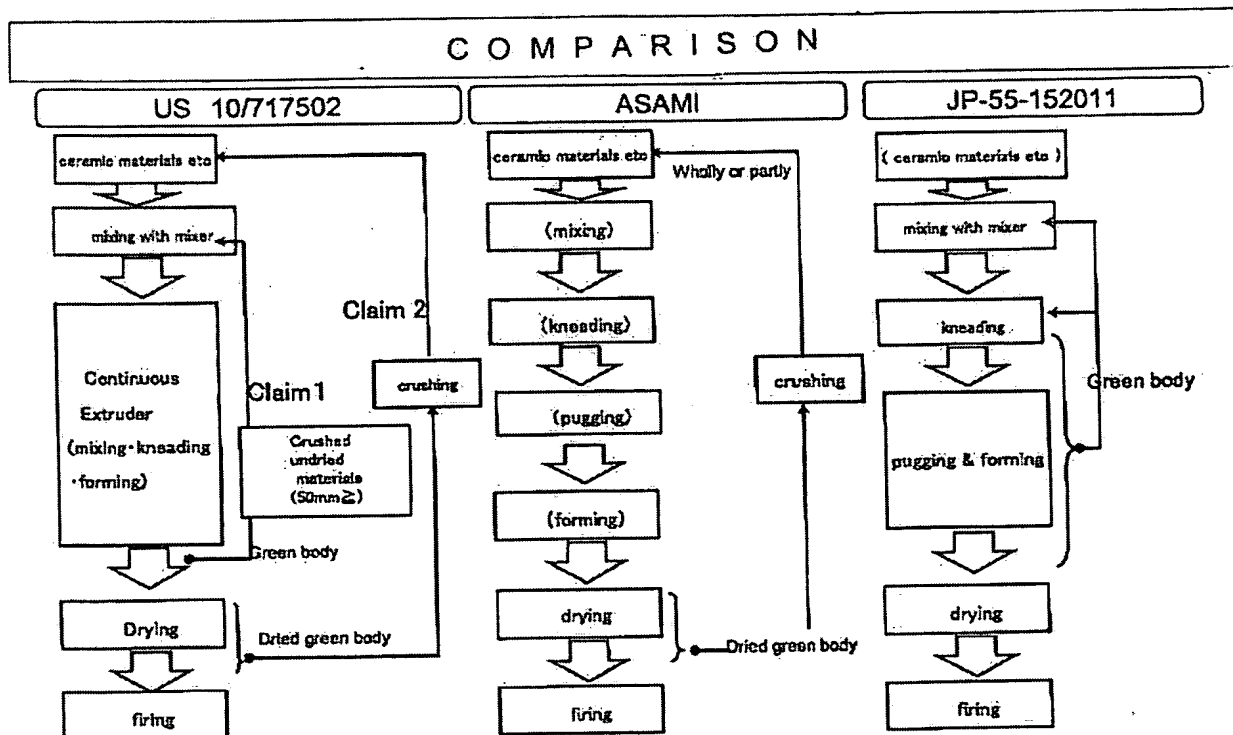 COMPARISON
US 10/717502
ceramic materials etc
mixing with mixer
Continuous
Extruder
(mixing・kneading
・forming)
Claim 1
Claim 2
Crushed
undried
materials
(50mm≧)
crushing
Green body
Drying
Dried green body
firing
ASAMI
ceramic materials etc
Wholly or partly
(mixing)
(kneading)
(pugging)
(forming)
crushing
drying
Dried green body
firing
JP-55-152011
( ceramic materials etc )
mixing with mixer
kneading
Green body
pugging & forming
drying
firing